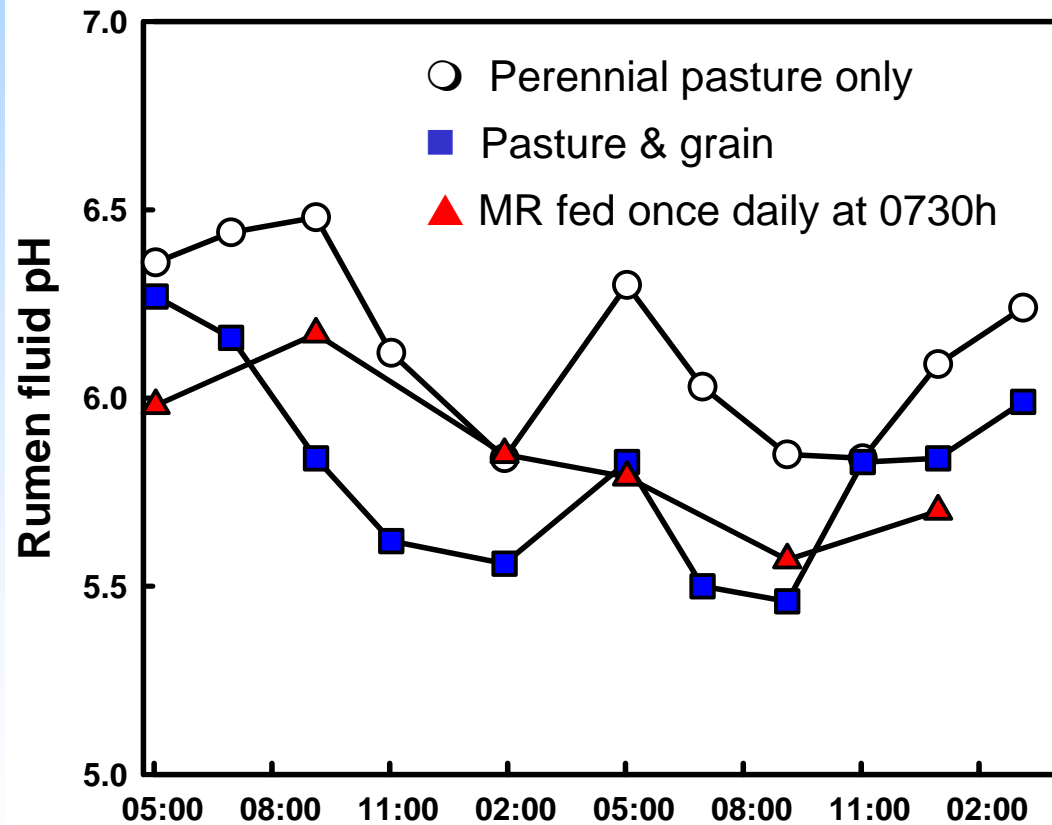 7.0
Perennial pasture only
Pasture & grain
6.5
MR fed once daily at 0730h
Rumen fluid pH
6.0
5.5
5.0
05:00 08:00 11:00 02:00 05:00 08:00 11:00 02:00